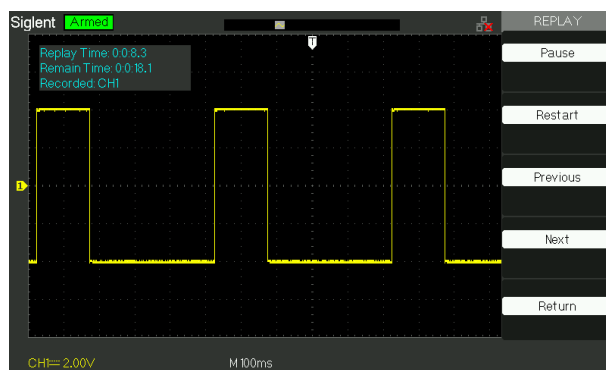 Siglent Armed REPLAY
T
Replay Time: 0:0:8.3
Remain Time: 0:0:18.1
Recorded: CH1
Pause
Restart
1
Previous
Next
Return
CH1 2.00V M 100ms